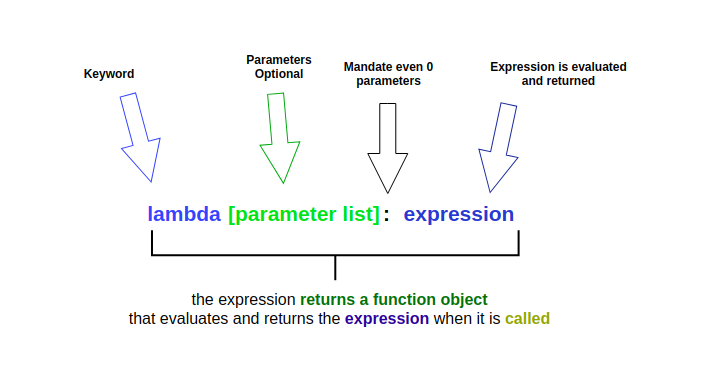 Keyword
Parameters
Optional
Mandate even 0
parameters
Expression is evaluated
and returned
lambda [parameter list] : expression
the expression returns a function object
that evaluates and returns the expression when it is called